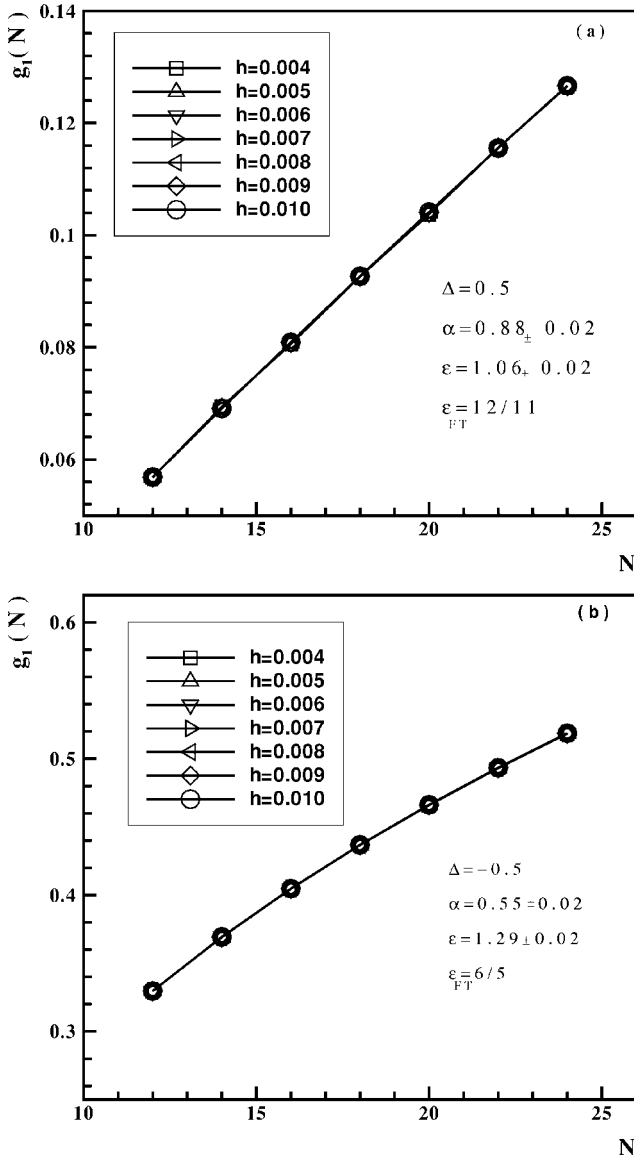 g₁(N)
0.14
(a)
h=0.004
h=0.005
h=0.006
h=0.007
h=0.008
h=0.009
h=0.010
0.12
0.1
0.08
0.06
Δ=0.5
α=0.88± 0.02
ε=1.06± 0.02
ε_FT=12/11
10 15 20 25
N
g₁(N)
0.6
(b)
h=0.004
h=0.005
h=0.006
h=0.007
h=0.008
h=0.009
h=0.010
0.5
0.4
0.3
Δ=−0.5
α=0.55±0.02
ε=1.29±0.02
ε_FT=6/5
10 15 20 25
N